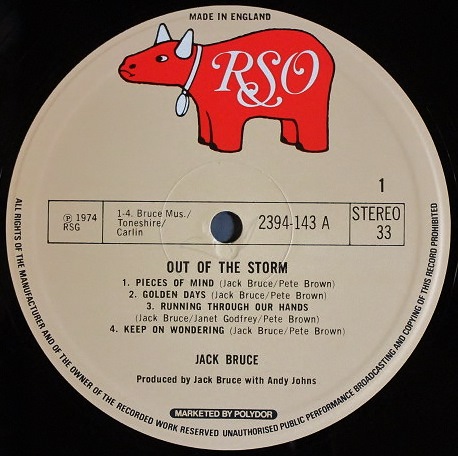 MADE IN ENGLAND
RSO
1
℗ 1974
RSG
1-4. Bruce Mus./
Toneshire/
Carlin
2394-143 A
STEREO
33
OUT OF THE STORM
1. PIECES OF MIND (Jack Bruce/Pete Brown)
2. GOLDEN DAYS (Jack Bruce/Pete Brown)
3. RUNNING THROUGH OUR HANDS
(Jack Bruce/Janet Godfrey/Pete Brown)
4. KEEP ON WONDERING (Jack Bruce/Pete Brown)
JACK BRUCE
Produced by Jack Bruce with Andy Johns
MARKETED BY POLYDOR
ALL RIGHTS OF THE MANUFACTURER AND OF THE OWNER OF THE RECORDED WORK RESERVED UNAUTHORISED PUBLIC PERFORMANCE BROADCASTING AND COPYING OF THIS RECORD PROHIBITED